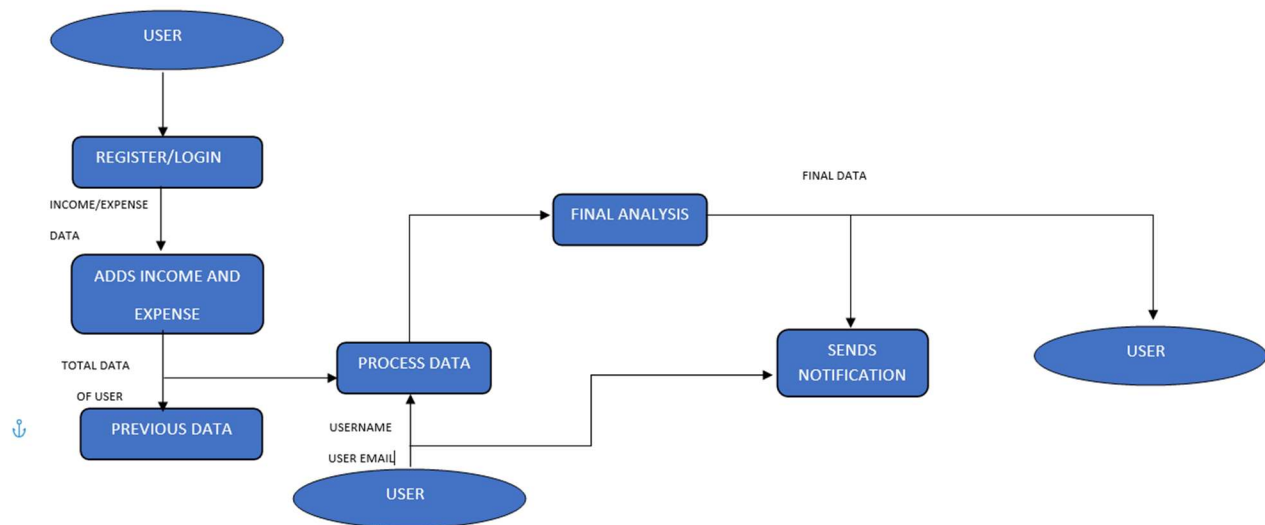 USER
REGISTER/LOGIN
INCOME/EXPENSE
DATA
ADDS INCOME AND
EXPENSE
TOTAL DATA
OF USER
PREVIOUS DATA
PROCESS DATA
USERNAME
USER EMAIL
USER
FINAL ANALYSIS
FINAL DATA
SENDS
NOTIFICATION
USER